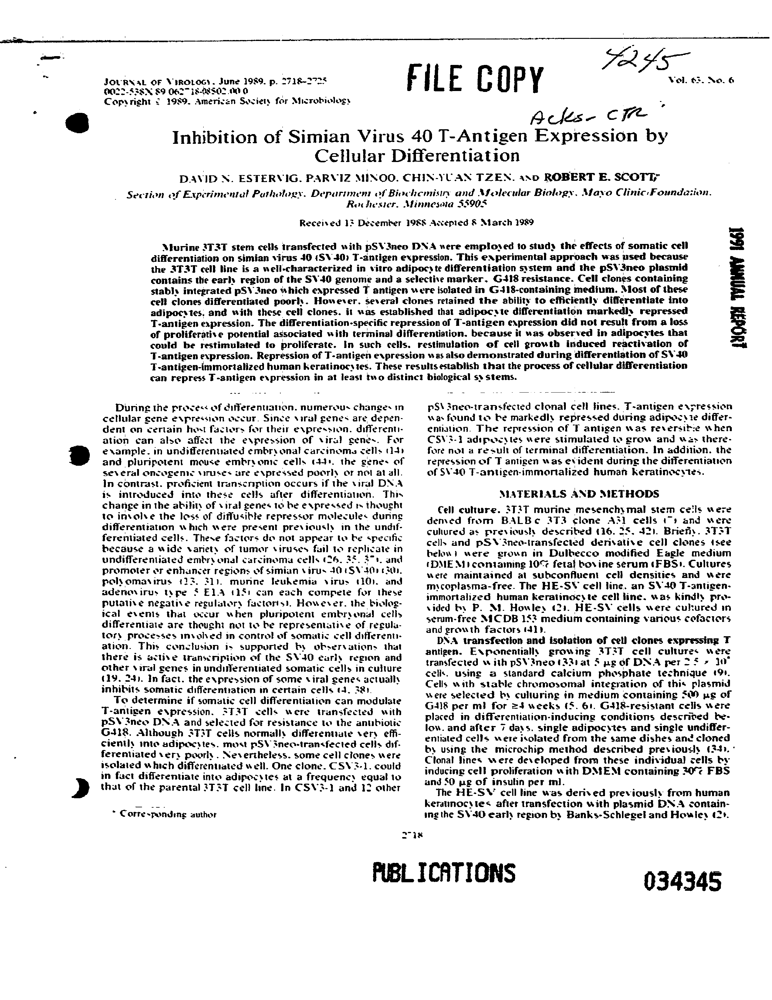 4245
JOURNAL OF VIROLOGY, June 1989, p. 2718-2725
FILE COPY
Vol. 63, No. 6
0022-538X/89/062718-08$02.00/0
Copyright © 1989, American Society for Microbiology
Acks- CTR
Inhibition of Simian Virus 40 T-Antigen Expression by
Cellular Differentiation
DAVID N. ESTERVIG, PARVIZ MINOO, CHIN-YUAN TZEN, AND ROBERT E. SCOTT*
Section of Experimental Pathology, Department of Biochemistry and Molecular Biology, Mayo Clinic/Foundation,
Rochester, Minnesota 55905
Received 13 December 1988/Accepted 8 March 1989
1991 ANNUAL REPORT
Murine 3T3T stem cells transfected with pSV3neo DNA were employed to study the effects of somatic cell
differentiation on simian virus 40 (SV40) T-antigen expression. This experimental approach was used because
the 3T3T cell line is a well-characterized in vitro adipocyte differentiation system and the pSV3neo plasmid
contains the early region of the SV40 genome and a selective marker, G418 resistance. Cell clones containing
stably integrated pSV3neo which expressed T antigen were isolated in G418-containing medium. Most of these
cell clones differentiated poorly. However, several clones retained the ability to efficiently differentiate into
adipocytes, and with these cell clones, it was established that adipocyte differentiation markedly repressed
T-antigen expression. The differentiation-specific repression of T-antigen expression did not result from a loss
of proliferative potential associated with terminal differentiation, because it was observed in adipocytes that
could be restimulated to proliferate. In such cells, restimulation of cell growth induced reactivation of
T-antigen expression. Repression of T-antigen expression was also demonstrated during differentiation of SV40
T-antigen-immortalized human keratinocytes. These results establish that the process of cellular differentiation
can repress T-antigen expression in at least two distinct biological systems.
During the process of differentiation, numerous changes in
cellular gene expression occur. Since viral genes are depen-
dent on certain host factors for their expression, differenti-
ation can also affect the expression of viral genes. For
example, in undifferentiated embryonal carcinoma cells (14)
and pluripotent mouse embryonic cells (44), the genes of
several oncogenic viruses are expressed poorly or not at all.
In contrast, proficient transcription occurs if the viral DNA
is introduced into these cells after differentiation. This
change in the ability of viral genes to be expressed is thought
to involve the loss of diffusible repressor molecules during
differentiation which were present previously in the undif-
ferentiated cells. These factors do not appear to be specific
because a wide variety of tumor viruses fail to replicate in
undifferentiated embryonal carcinoma cells (26, 35, 37), and
promoter or enhancer regions of simian virus 40 (SV40) (30),
polyomavirus (23, 31), murine leukemia virus (10), and
adenovirus type 5 E1A (15) can each compete for these
putative negative regulatory factor(s). However, the biolog-
ical events that occur when pluripotent embryonal cells
differentiate are thought not to be representative of regula-
tory processes involved in control of somatic cell differenti-
ation. This conclusion is supported by observations that
there is active transcription of the SV40 early region and
other viral genes in undifferentiated somatic cells in culture
(19, 24). In fact, the expression of some viral genes actually
inhibits somatic differentiation in certain cells (4, 38).
To determine if somatic cell differentiation can modulate
T-antigen expression, 3T3T cells were transfected with
pSV3neo DNA and selected for resistance to the antibiotic
G418. Although 3T3T cells normally differentiate very effi-
ciently into adipocytes, most pSV3neo-transfected cells dif-
ferentiated very poorly. Nevertheless, some cell clones were
isolated which differentiated well. One clone, CSV3-1, could
in fact differentiate into adipocytes at a frequency equal to
that of the parental 3T3T cell line. In CSV3-1 and 12 other
* Corresponding author
pSV3neo-transfected clonal cell lines, T-antigen expression
was found to be markedly repressed during adipocyte differ-
entiation. The repression of T antigen was reversible when
CSV3-1 adipocytes were stimulated to grow and was there-
fore not a result of terminal differentiation. In addition, the
repression of T antigen was evident during the differentiation
of SV40 T-antigen-immortalized human keratinocytes.
MATERIALS AND METHODS
Cell culture. 3T3T murine mesenchymal stem cells were
derived from BALB/c 3T3 clone A31 cells (7) and were
cultured as previously described (16, 25, 42). Briefly, 3T3T
cells and pSV3neo-transfected derivative cell clones (see
below) were grown in Dulbecco modified Eagle medium
(DMEM) containing 10% fetal bovine serum (FBS). Cultures
were maintained at subconfluent cell densities and were
mycoplasma-free. The HE-SV cell line, an SV40 T-antigen-
immortalized human keratinocyte cell line, was kindly pro-
vided by P. M. Howley (2). HE-SV cells were cultured in
serum-free MCDB 153 medium containing various cofactors
and growth factors (41).
DNA transfection and isolation of cell clones expressing T
antigen. Exponentially growing 3T3T cell cultures were
transfected with pSV3neo (33) at 5 µg of DNA per 2.5 × 10⁵
cells, using a standard calcium phosphate technique (9).
Cells with stable chromosomal integration of this plasmid
were selected by culturing in medium containing 500 µg of
G418 per ml for ≥4 weeks (5, 6). G418-resistant cells were
placed in differentiation-inducing conditions described be-
low, and after 7 days, single adipocytes and single undiffer-
entiated cells were isolated from the same dishes and cloned
by using the microchip method described previously (34).
Clonal lines were developed from these individual cells by
inducing cell proliferation with DMEM containing 30% FBS
and 50 µg of insulin per ml.
The HE-SV cell line was derived previously from human
keratinocytes after transfection with plasmid DNA contain-
ing the SV40 early region by Banks-Schlegel and Howley (2).
2718
PUBLICATIONS
034345